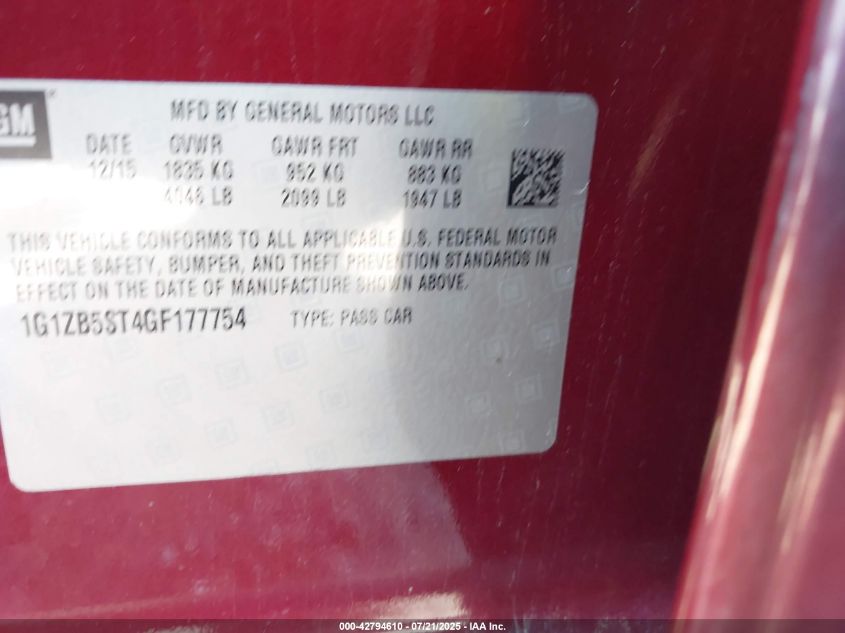 GM
MFD BY GENERAL MOTORS LLC
DATE GVWR GAWR FRT GAWR RR
12/15 1835 KG 952 KG 883 KG
4046 LB 2099 LB 1947 LB
THIS VEHICLE CONFORMS TO ALL APPLICABLE U.S. FEDERAL MOTOR
VEHICLE SAFETY, BUMPER, AND THEFT PREVENTION STANDARDS IN
EFFECT ON THE DATE OF MANUFACTURE SHOWN ABOVE.
1G1ZB5ST4GF177754 TYPE: PASS CAR
000-42794610 - 07/21/2025 - IAA Inc.